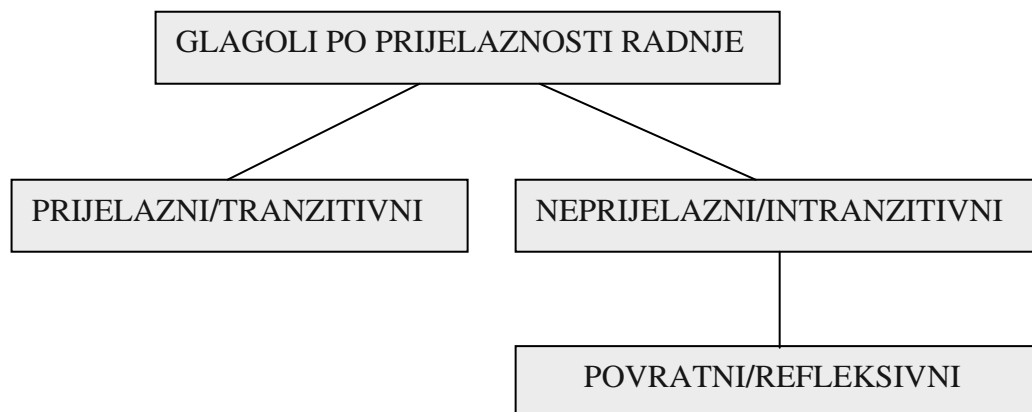 GLAGOLI PO PRIJELAZNOSTI RADNJE
PRIJELAZNI/TRANZITIVNI
NEPRIJELAZNI/INTRANZITIVNI
POVRATNI/REFLEKSIVNI